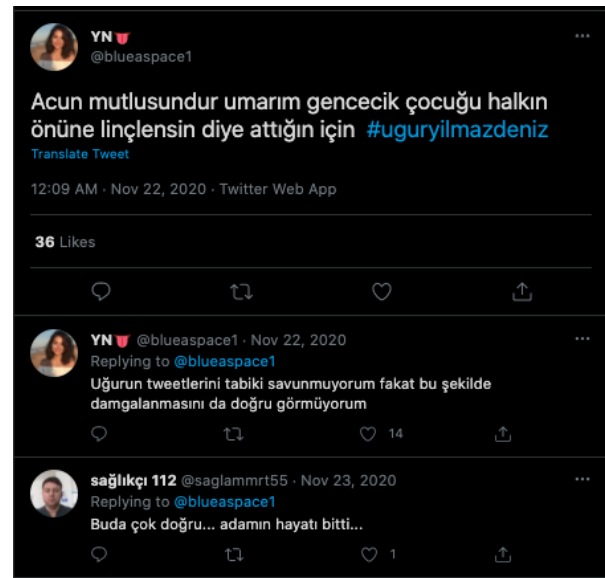 YN👅
@blueaspace1
Acun mutlusundur umarım gencecik çocuğu halkın
önüne linçlensin diye attığın için #uguryilmazdeniz
Translate Tweet
12:09 AM · Nov 22, 2020 · Twitter Web App
36 Likes
YN👅 @blueaspace1 · Nov 22, 2020
Replying to @blueaspace1
Uğurun tweetlerini tabiki savunmuyorum fakat bu şekilde
damgalanmasını da doğru görmüyorum
14
sağlıkçı 112 @saglammrt55 · Nov 23, 2020
Replying to @blueaspace1
Buda çok doğru... adamın hayatı bitti...
1